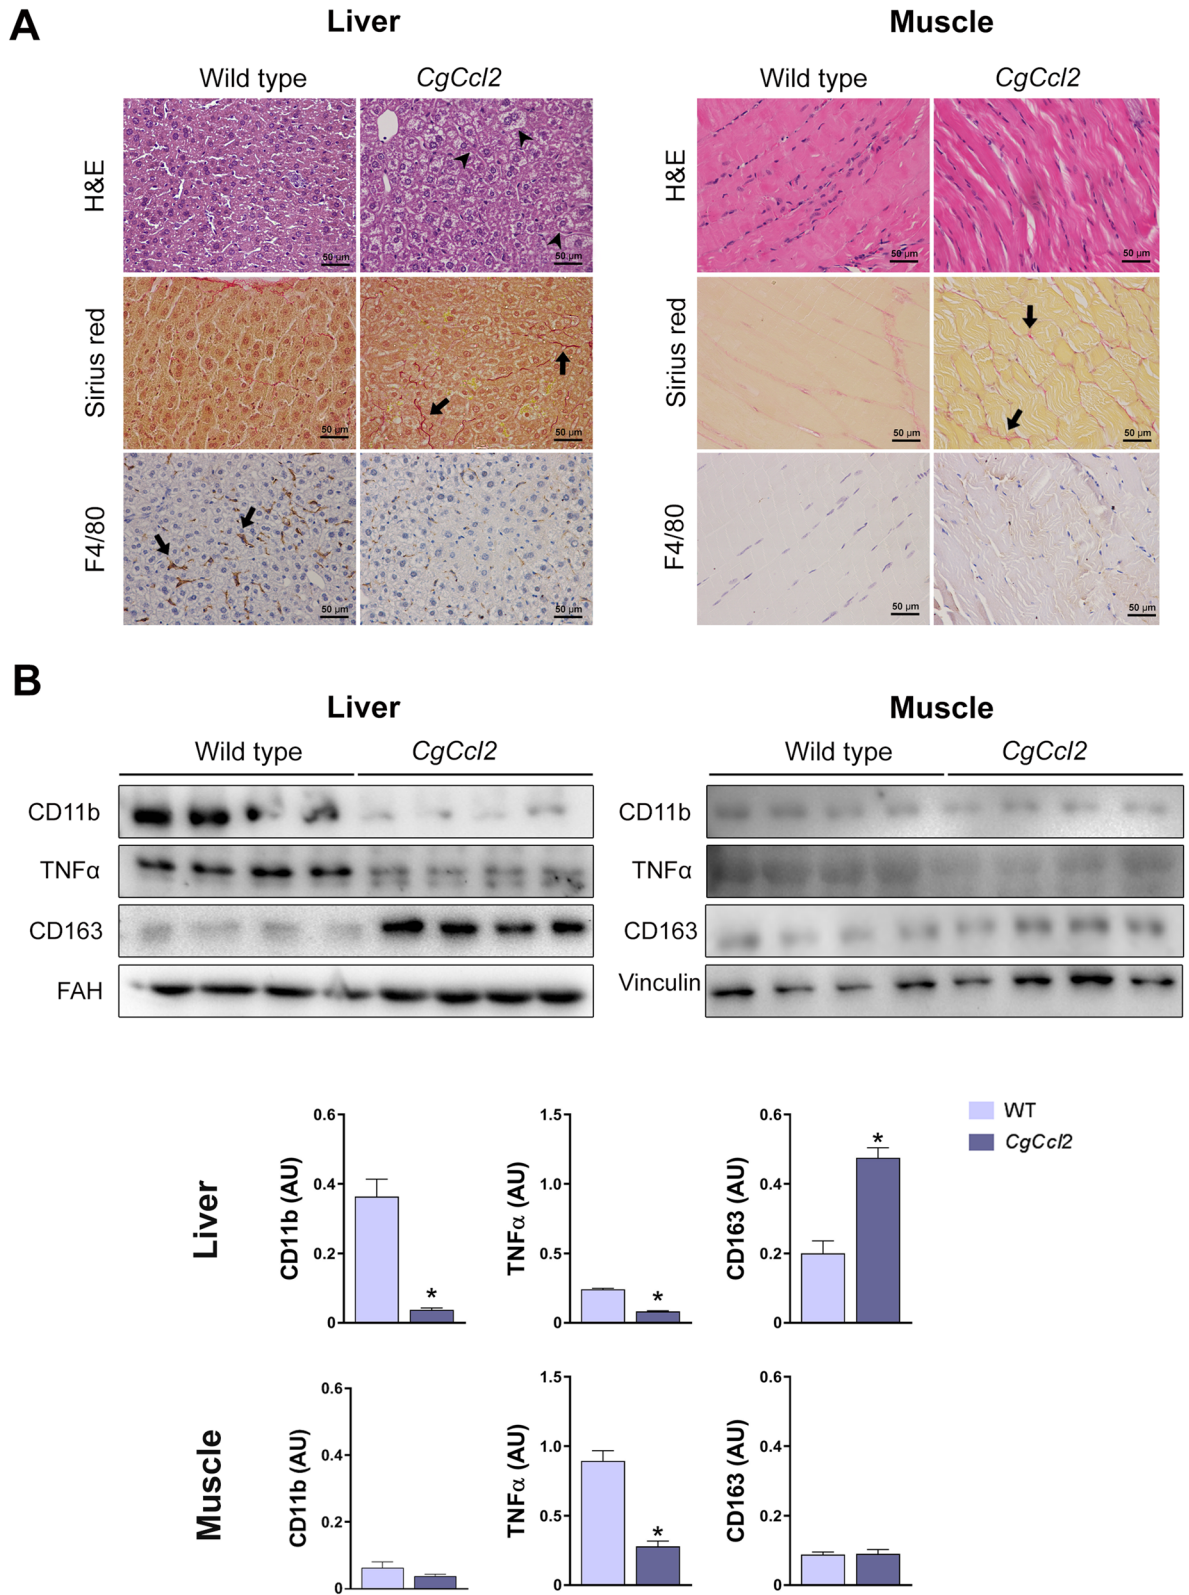 A
Liver
Muscle
Wild type
CgCcl2
Wild type
CgCcl2
H&E
50 µm
50 µm
H&E
50 µm
50 µm
Sirius red
50 µm
50 µm
Sirius red
50 µm
50 µm
F4/80
50 µm
50 µm
F4/80
50 µm
50 µm
B
Liver
Muscle
Wild type
CgCcl2
Wild type
CgCcl2
CD11b
TNFα
CD163
FAH
CD11b
TNFα
CD163
Vinculin
WT
CgCcl2
Liver
CD11b (AU)
0.6
0.4
0.2
0
*
TNFα (AU)
1.5
1.0
0.5
0
*
CD163 (AU)
0.6
0.4
0.2
0
*
Muscle
CD11b (AU)
0.6
0.4
0.2
0
TNFα (AU)
1.5
1.0
0.5
0
*
CD163 (AU)
0.6
0.4
0.2
0